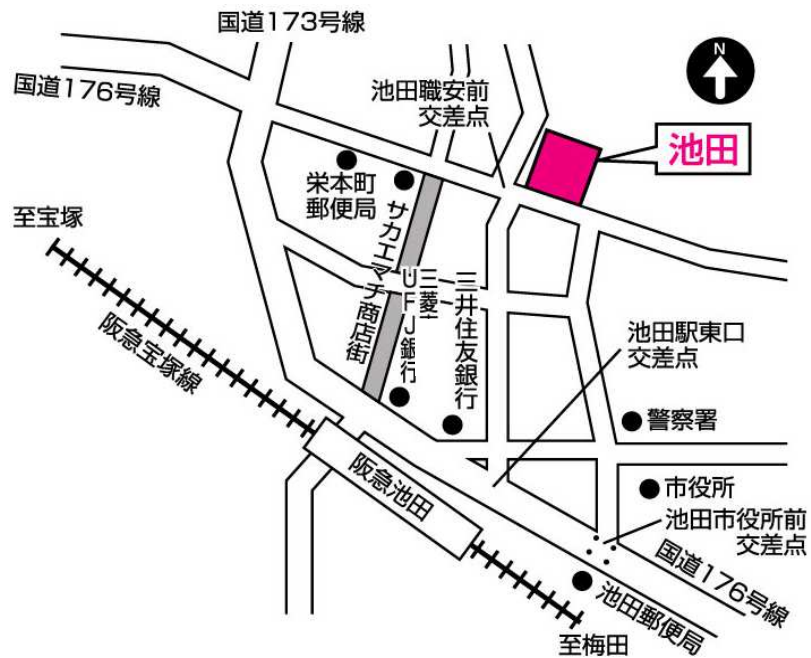 国道173号線
国道176号線
池田職安前
交差点
N
池田
栄本町
郵便局
至宝塚
サカエマチ商店街
三菱
UFJ銀行
三井住友銀行
阪急宝塚線
池田駅東口
交差点
警察署
阪急池田
市役所
池田市役所前
交差点
国道176号線
池田郵便局
至梅田